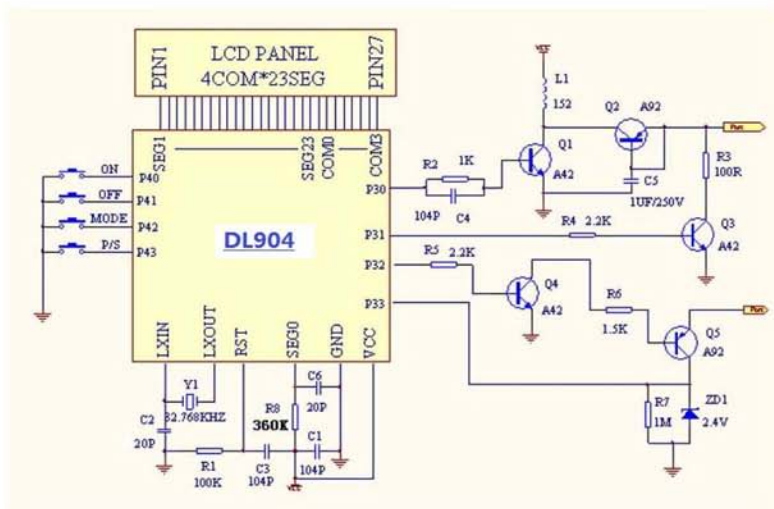 LCD PANEL
4COM*23SEG
PIN1
PIN27
SEG1
SEG23
COM0
COM3
ON
P40
OFF
P41
MODE
P42
P/S
P43
DL904
P30
P31
P32
P33
LXIN
LXOUT
RST
SEG0
GND
VCC
R2
1K
104P
C4
VCC
L1
152
Q1
A42
Q2
A92
C5
1UF/250V
R3
100R
R4
2.2K
Q3
A42
R5
2.2K
Q4
A42
R6
1.5K
Q5
A92
R7
1M
ZD1
2.4V
Y1
32.768KHZ
C2
20P
R1
100K
C3
104P
R8
360K
C6
20P
C1
104P
VCC